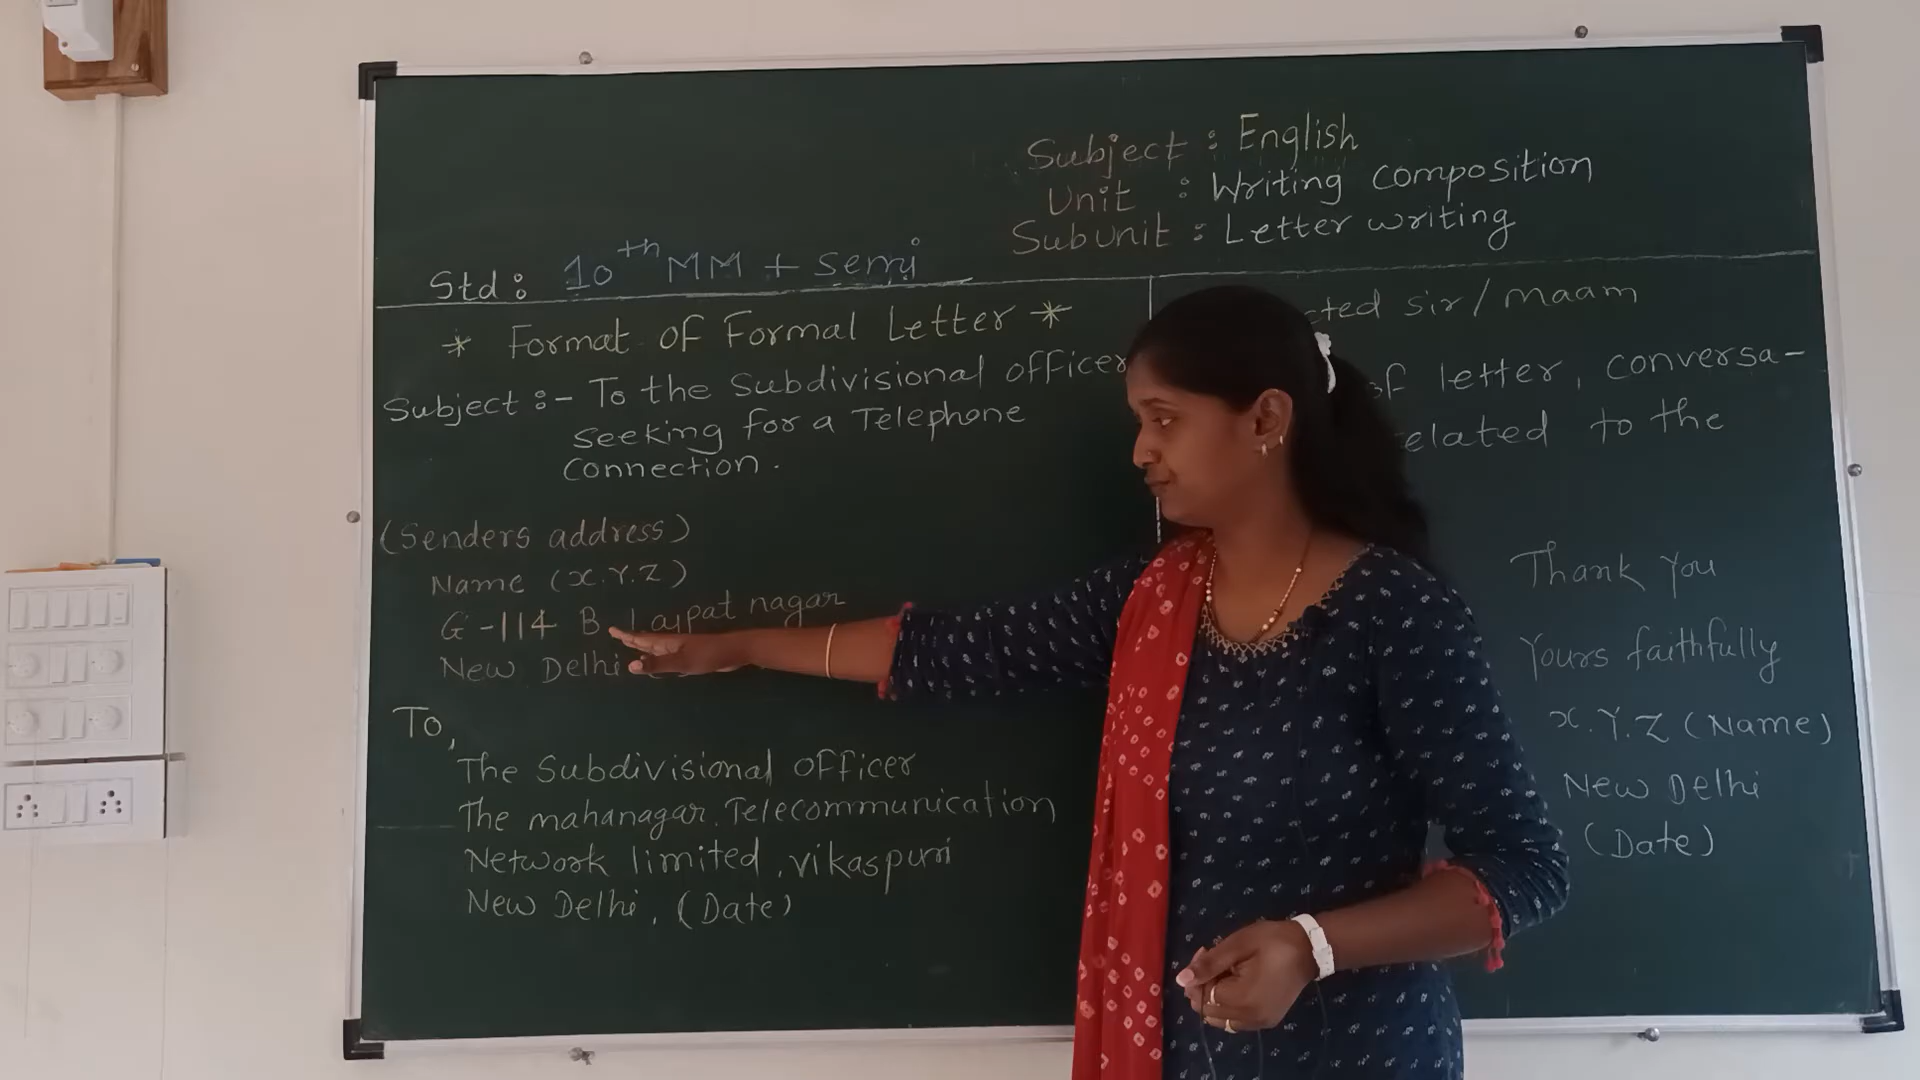 Subject : English
Unit : Writing composition
Subunit : Letter writing
Std : 10th MM + Semi
* Format of Formal Letter *
Subject :- To the Subdivisional officer
Seeking for a Telephone
Connection.
(Senders address)
Name (X.Y.Z)
G-114 B Lajpat nagar
New Delhi
To,
The Subdivisional officer
The mahanagar Telecommunication
Network limited, vikaspuri
New Delhi, (Date)
sir/maam
of letter, conversa-
to the
Thank You
Yours faithfully
X.Y.Z (Name)
New Delhi
(Date)